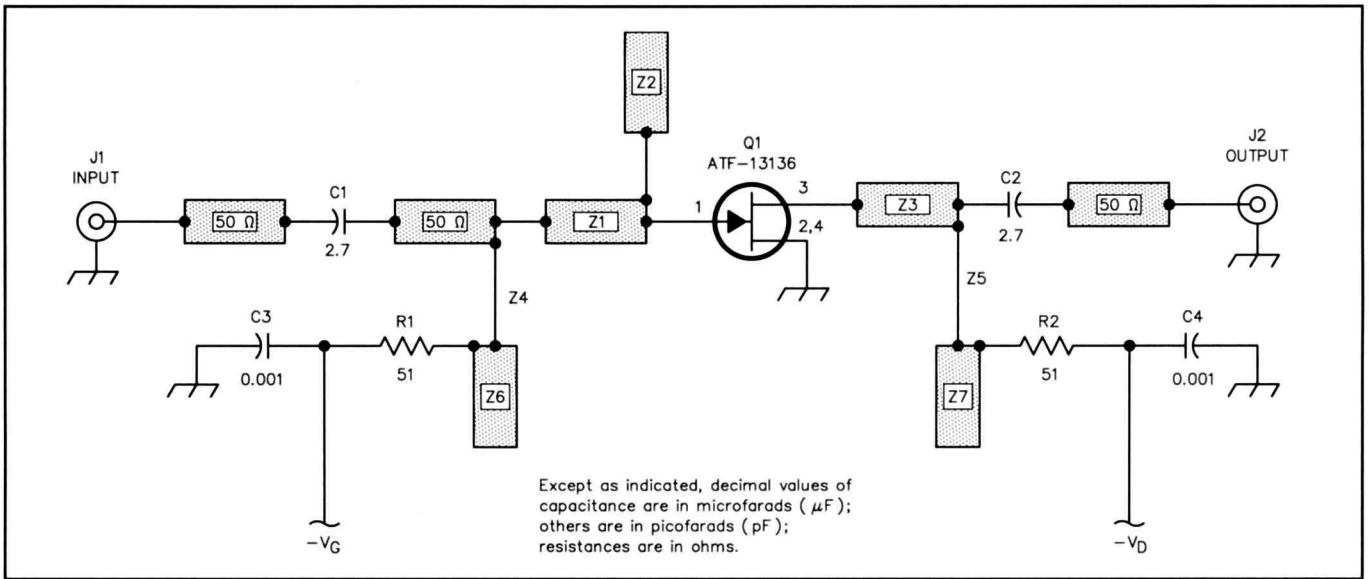 Z2
J1
INPUT
50 Ω
C1
2.7
50 Ω
Z1
1
Q1
ATF-13136
3
2,4
Z3
C2
2.7
50 Ω
J2
OUTPUT
Z4
Z5
C3
0.001
R1
51
Z6
Z7
R2
51
C4
0.001
-VG
-VD
Except as indicated, decimal values of
capacitance are in microfarads ( μF);
others are in picofarads ( pF);
resistances are in ohms.